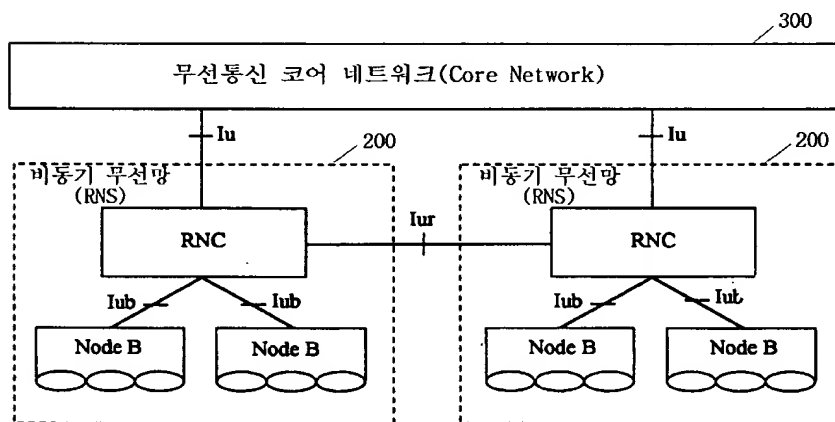 300
무선통신 코어 네트워크(Core Network)
Iu
Iu
200
200
비동기 무선망
(RNS)
비동기 무선망
(RNS)
RNC
Iur
RNC
Iub
Iub
Iub
Iut
Node B
Node B
Node B
Node B